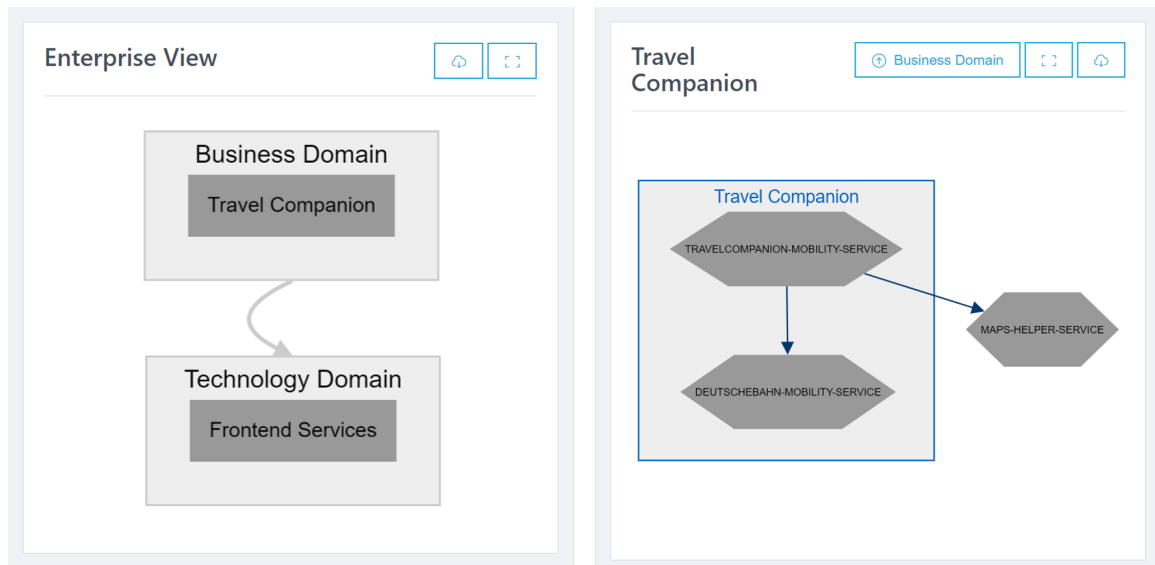 Enterprise View
Business Domain
Travel Companion
Technology Domain
Frontend Services
Travel
Companion
Business Domain
Travel Companion
TRAVELCOMPANION-MOBILITY-SERVICE
MAPS-HELPER-SERVICE
DEUTSCHEBAHN-MOBILITY-SERVICE